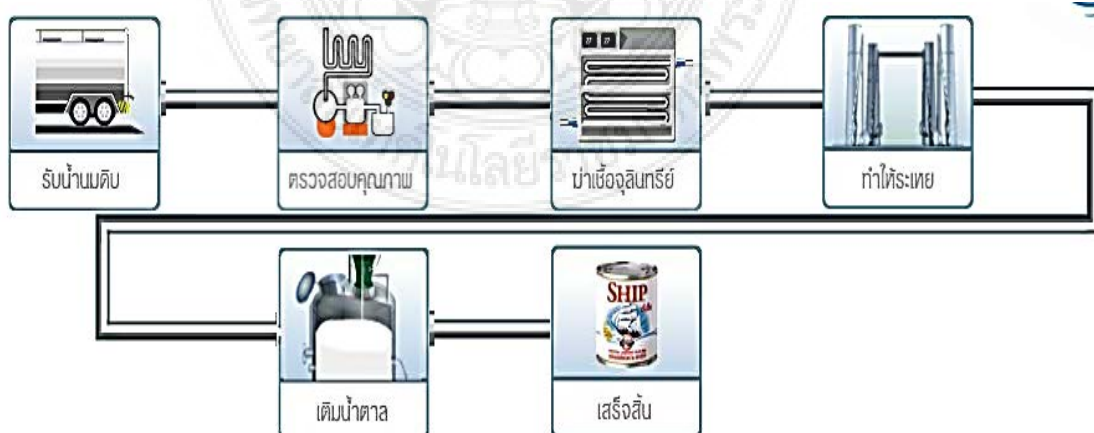 รับน้ำนมดิบ
ตรวจสอบคุณภาพ
ฆ่าเชื้อจุลินทรีย์
ทำให้ระเหย
เติมน้ำตาล
SHIP
เสร็จสิ้น